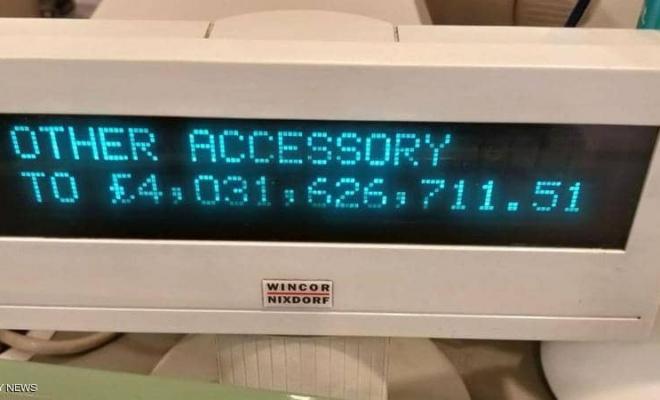 OTHER ACCESSORY
TO £4,031,626,711.51
WINCOR
NIXDORF
Y NEWS